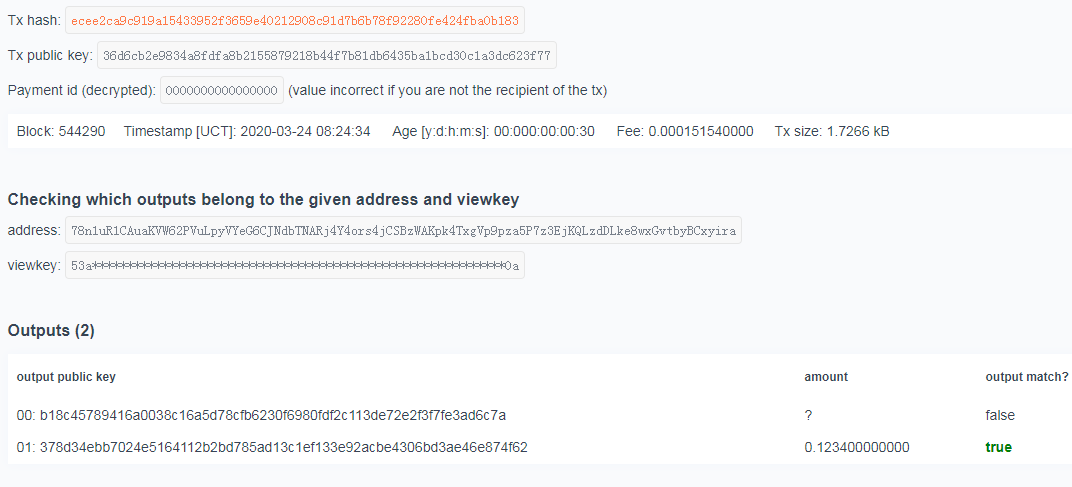 Tx hash: ecee2ca9c919a15433952f3659e40212908c91d7b6b78f92280fe424fba0b183
Tx public key: 36d6cb2e9834a8fdfa8b2155879218b44f7b81db6435ba1bcd30c1a3dc623f77
Payment id (decrypted): 0000000000000000 (value incorrect if you are not the recipient of the tx)
Block: 544290 Timestamp [UCT]: 2020-03-24 08:24:34 Age [y:d:h:m:s]: 00:000:00:00:30 Fee: 0.000151540000 Tx size: 1.7266 kB
Checking which outputs belong to the given address and viewkey
address: 78n1uR1CAuaKVW62PVuLpyVYeG6CJNdbTNARj4Y4ors4jCSBzWAKpk4TxgVp9pza5P7z3EjKQLzdDLke8wxGvtbyBCxyira
viewkey: 53a***********************************************************0a
Outputs (2)
output public key amount output match?
00: b18c45789416a0038c16a5d78cfb6230f6980fdf2c113de72e2f3f7fe3ad6c7a ? false
01: 378d34ebb7024e5164112b2bd785ad13c1ef133e92acbe4306bd3ae46e874f62 0.123400000000 true